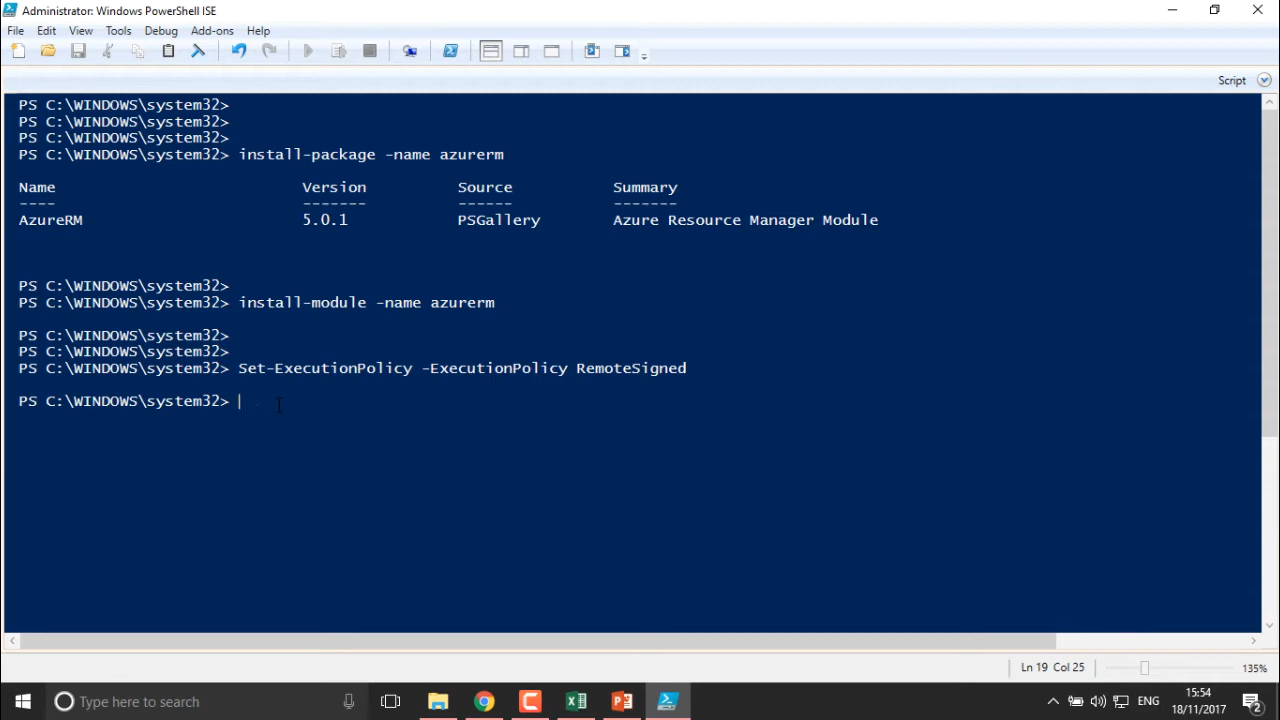 Administrator: Windows PowerShell ISE
File Edit View Tools Debug Add-ons Help
Script
PS C:\WINDOWS\system32>
PS C:\WINDOWS\system32>
PS C:\WINDOWS\system32>
PS C:\WINDOWS\system32> install-package -name azurerm
Name Version Source Summary
---- ------- ------ -------
AzureRM 5.0.1 PSGallery Azure Resource Manager Module
PS C:\WINDOWS\system32>
PS C:\WINDOWS\system32> install-module -name azurerm
PS C:\WINDOWS\system32>
PS C:\WINDOWS\system32>
PS C:\WINDOWS\system32> Set-ExecutionPolicy -ExecutionPolicy RemoteSigned
PS C:\WINDOWS\system32>
Ln 19 Col 25 135%
Type here to search
ENG
15:54
18/11/2017
2